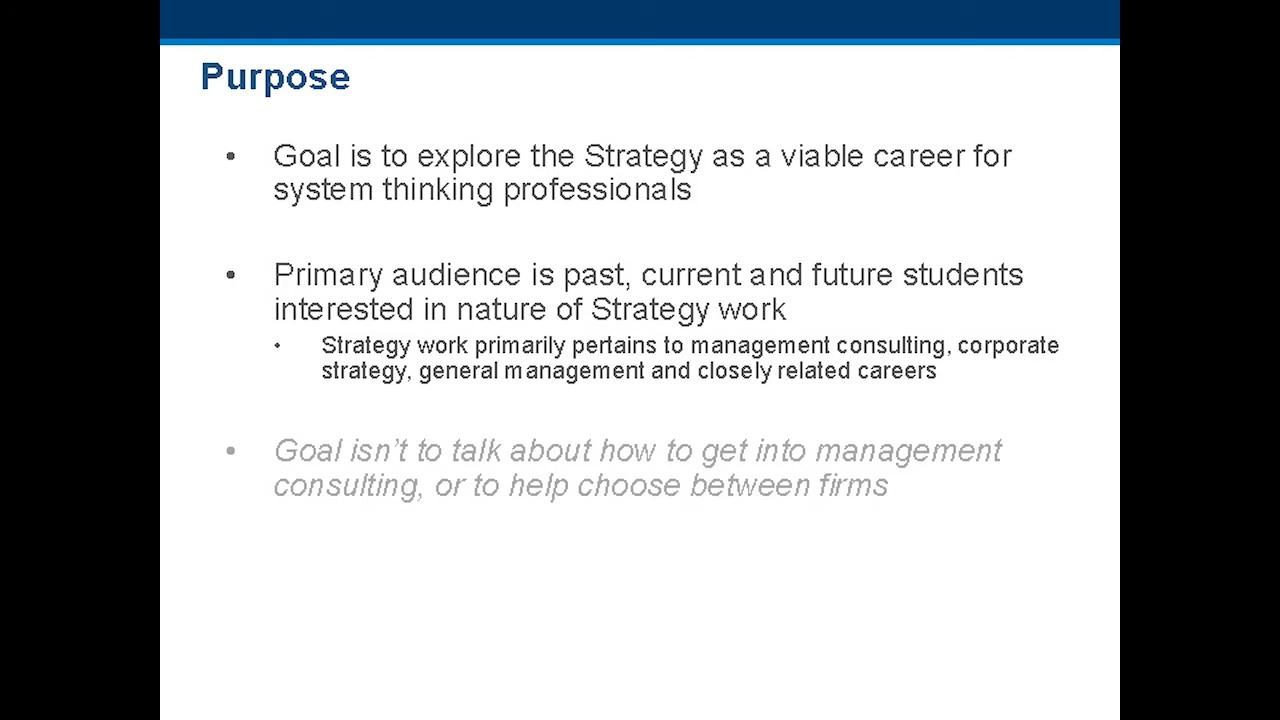 Purpose
• Goal is to explore the Strategy as a viable career for
system thinking professionals
• Primary audience is past, current and future students
interested in nature of Strategy work
• Strategy work primarily pertains to management consulting, corporate
strategy, general management and closely related careers
• Goal isn't to talk about how to get into management
consulting, or to help choose between firms